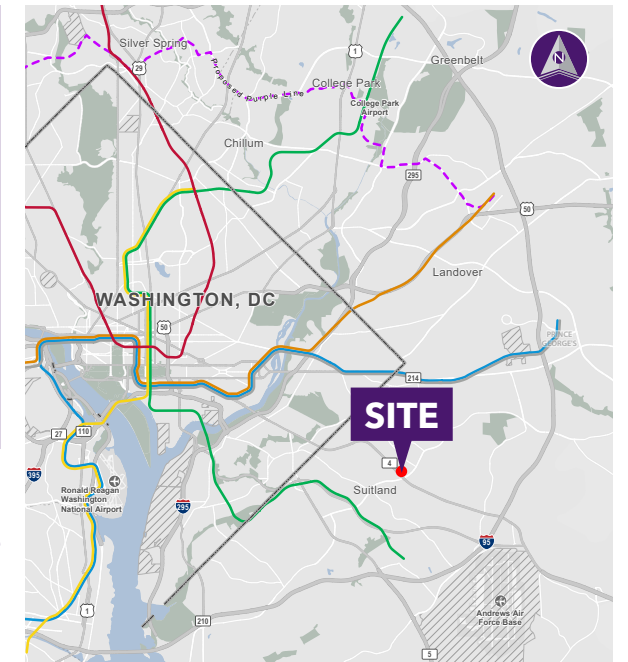 Silver Spring
1
Greenbelt
N
29
Proposed Purple Line
College Park
College Park
Airport
Chillum
295
50
Landover
WASHINGTON, DC
50
PRINCE
GEORGE'S
214
SITE
27
110
4
395
Suitland
Ronald Reagan
Washington
National Airport
295
95
1
210
Andrews Air
Force Base
5